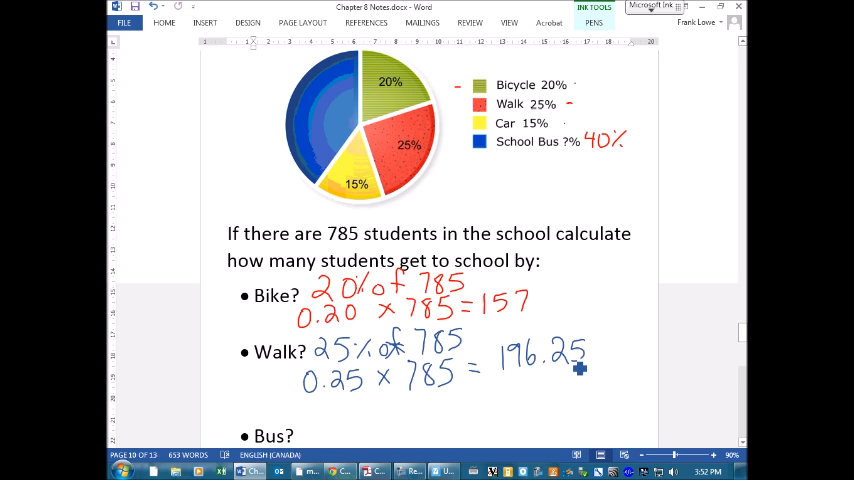 Chapter 8 Notes.docx - Word
INK TOOLS
Microsoft Ink
FILE HOME INSERT DESIGN PAGE LAYOUT REFERENCES MAILINGS REVIEW VIEW Acrobat PENS
Frank Lowe
20%
25%
15%
Bicycle 20%
Walk 25%
Car 15%
School Bus ?% 40%
If there are 785 students in the school calculate
how many students get to school by:
• Bike? 20% of 785
0.20 x 785 = 157
• Walk? 25% of 785
0.25 x 785 = 196.25
• Bus?
PAGE 10 OF 13 653 WORDS ENGLISH (CANADA) 90%
3:52 PM